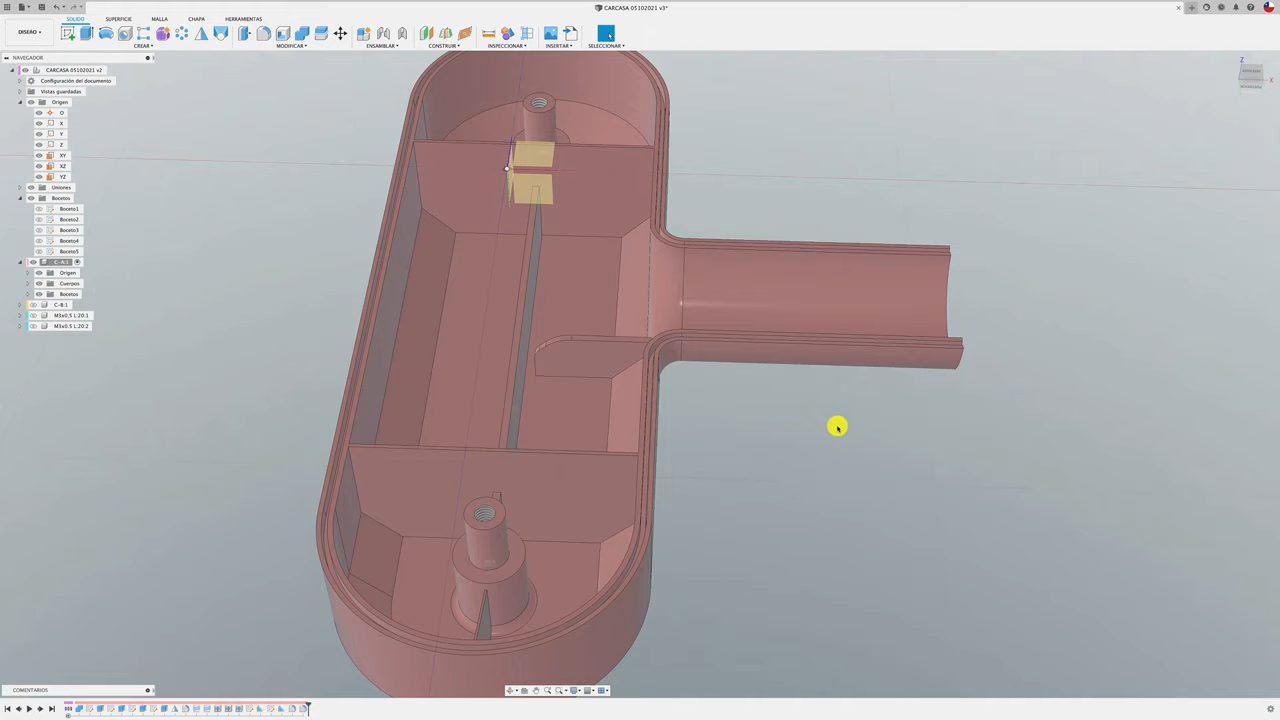 CARCASA 05102021 v3*
SÓLIDO SUPERFICIE MALLA CHAPA HERRAMIENTAS
DISEÑO
CREAR MODIFICAR ENSAMBLAR CONSTRUIR INSPECCIONAR INSERTAR SELECCIONAR
NAVEGADOR
CARCASA 05102021 v2
Configuración del documento
Vistas guardadas
Origen
O
X
Y
Z
XY
XZ
YZ
Uniones
Bocetos
Boceto1
Boceto2
Boceto3
Boceto4
Boceto5
C-A:1
Origen
Cuerpos
Bocetos
C-B:1
M3x0.5 L.20:1
M3x0.5 L.20:2
Z
X
COMENTARIOS